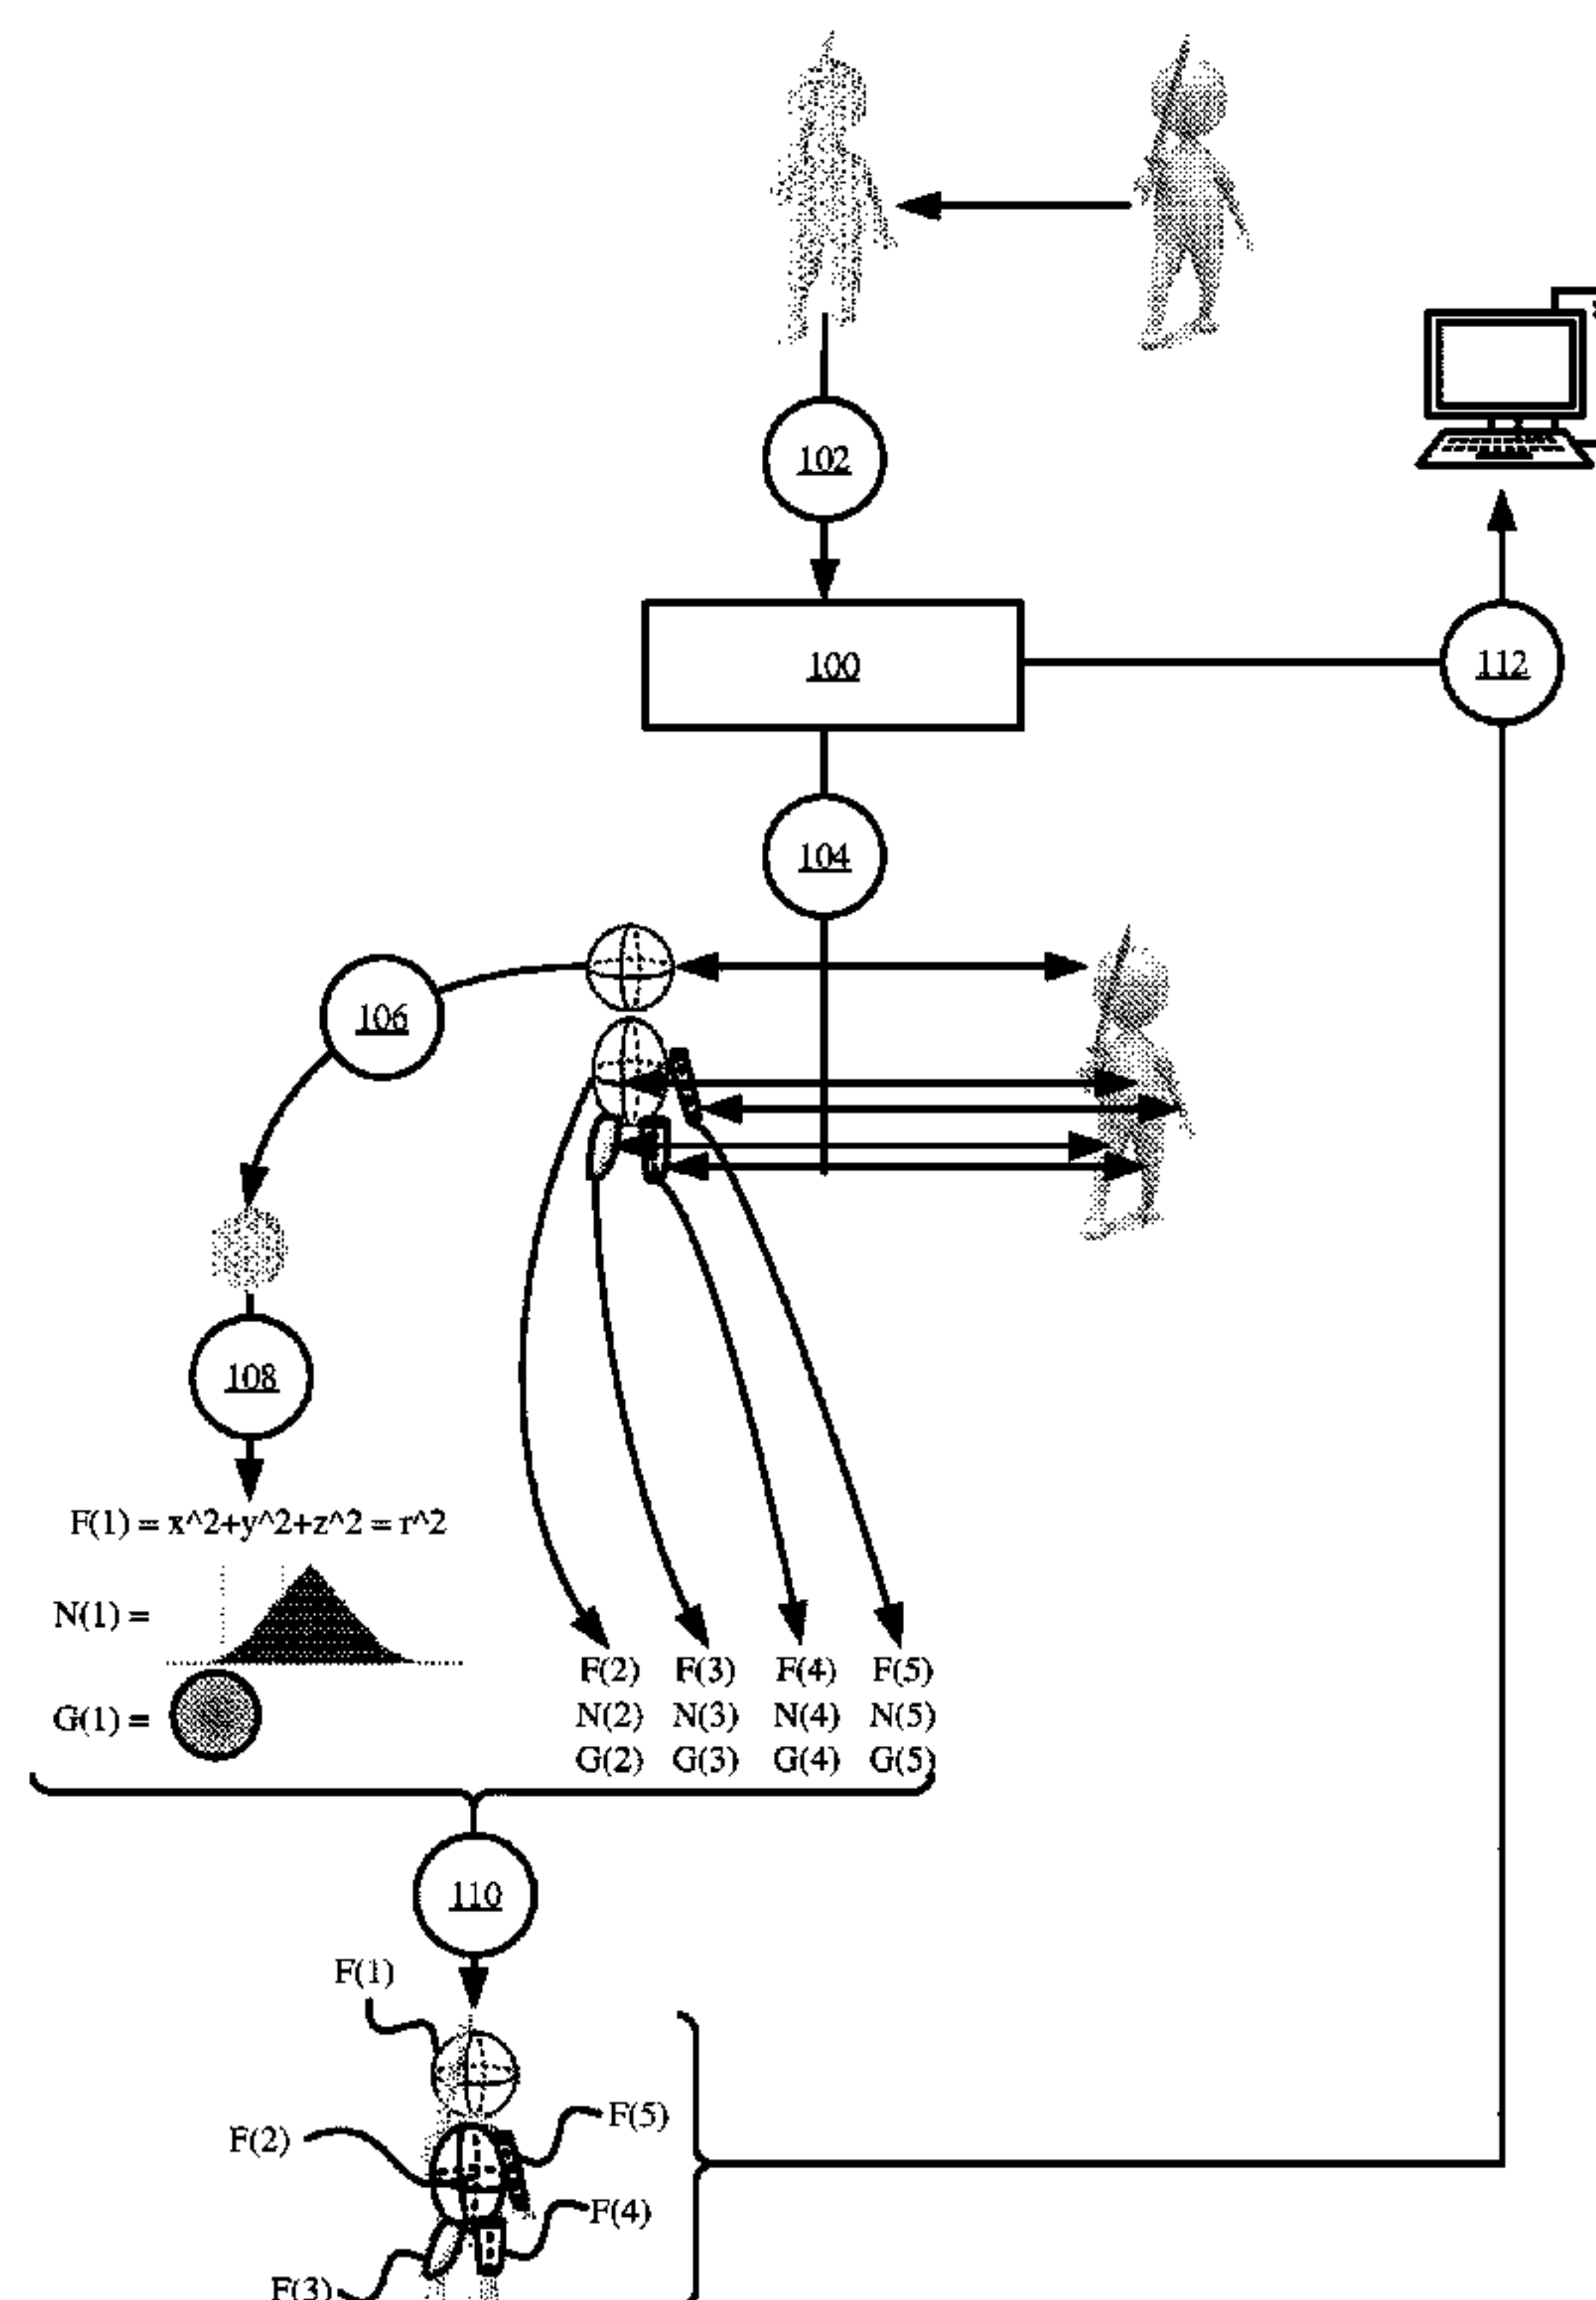 102
100
112
104
106
108
F(1) = x^2+y^2+z^2 = r^2
N(1) =
G(1) =
F(2) F(3) F(4) F(5)
N(2) N(3) N(4) N(5)
G(2) G(3) G(4) G(5)
110
F(1)
F(5)
F(2)
F(4)
F(3)